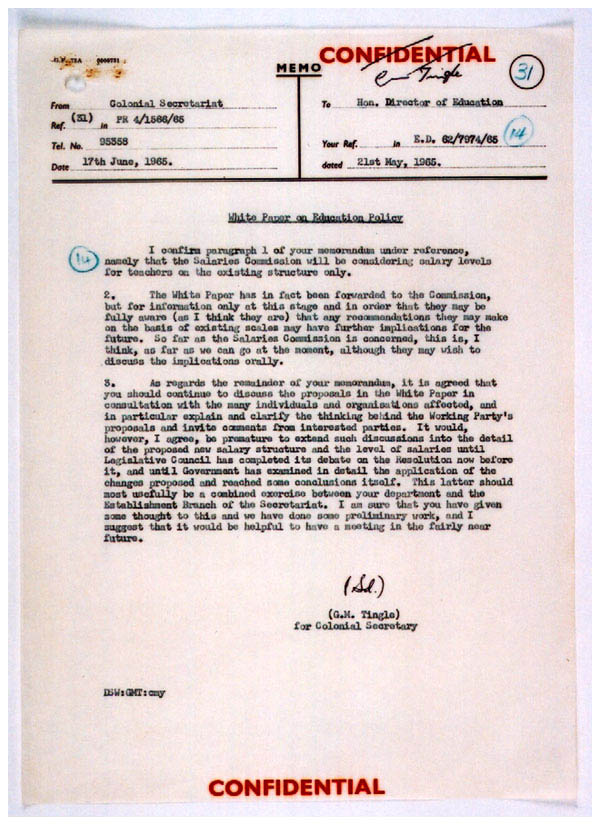 CONFIDENTIAL
MEMO
31
From Colonial Secretariat
To Hon. Director of Education
Ref. (31) in PR 4/1566/65
Your Ref. in E.D. 62/7974/65 14
Tel. No. 95358
Date 17th June, 1965.
dated 21st May, 1965.
White Paper on Education Policy
14
I confirm paragraph 1 of your memorandum under reference,
namely that the Salaries Commission will be considering salary levels
for teachers on the existing structure only.
2. The White Paper has in fact been forwarded to the Commission,
but for information only at this stage and in order that they may be
fully aware (as I think they are) that any recommendations they may make
on the basis of existing scales may have further implications for the
future. So far as the Salaries Commission is concerned, this is, I
think, as far as we can go at the moment, although they may wish to
discuss the implications orally.
3. As regards the remainder of your memorandum, it is agreed that
you should continue to discuss the proposals in the White Paper in
consultation with the many individuals and organisations affected, and
in particular explain and clarify the thinking behind the Working Party's
proposals and invite comments from interested parties. It would,
however, I agree, be premature to extend such discussions into the detail
of the proposed new salary structure and the level of salaries until
Legislative Council has completed its debate on the Resolution now before
it, and until Government has examined in detail the application of the
changes proposed and reached some conclusions itself. This latter should
most usefully be a combined exercise between your department and the
Establishment Branch of the Secretariat. I am sure that you have given
some thought to this and we have done some preliminary work, and I
suggest that it would be helpful to have a meeting in the fairly near
future.
(Sd.)
(G.M. Tingle)
for Colonial Secretary
DSW:GMT:cmy
CONFIDENTIAL